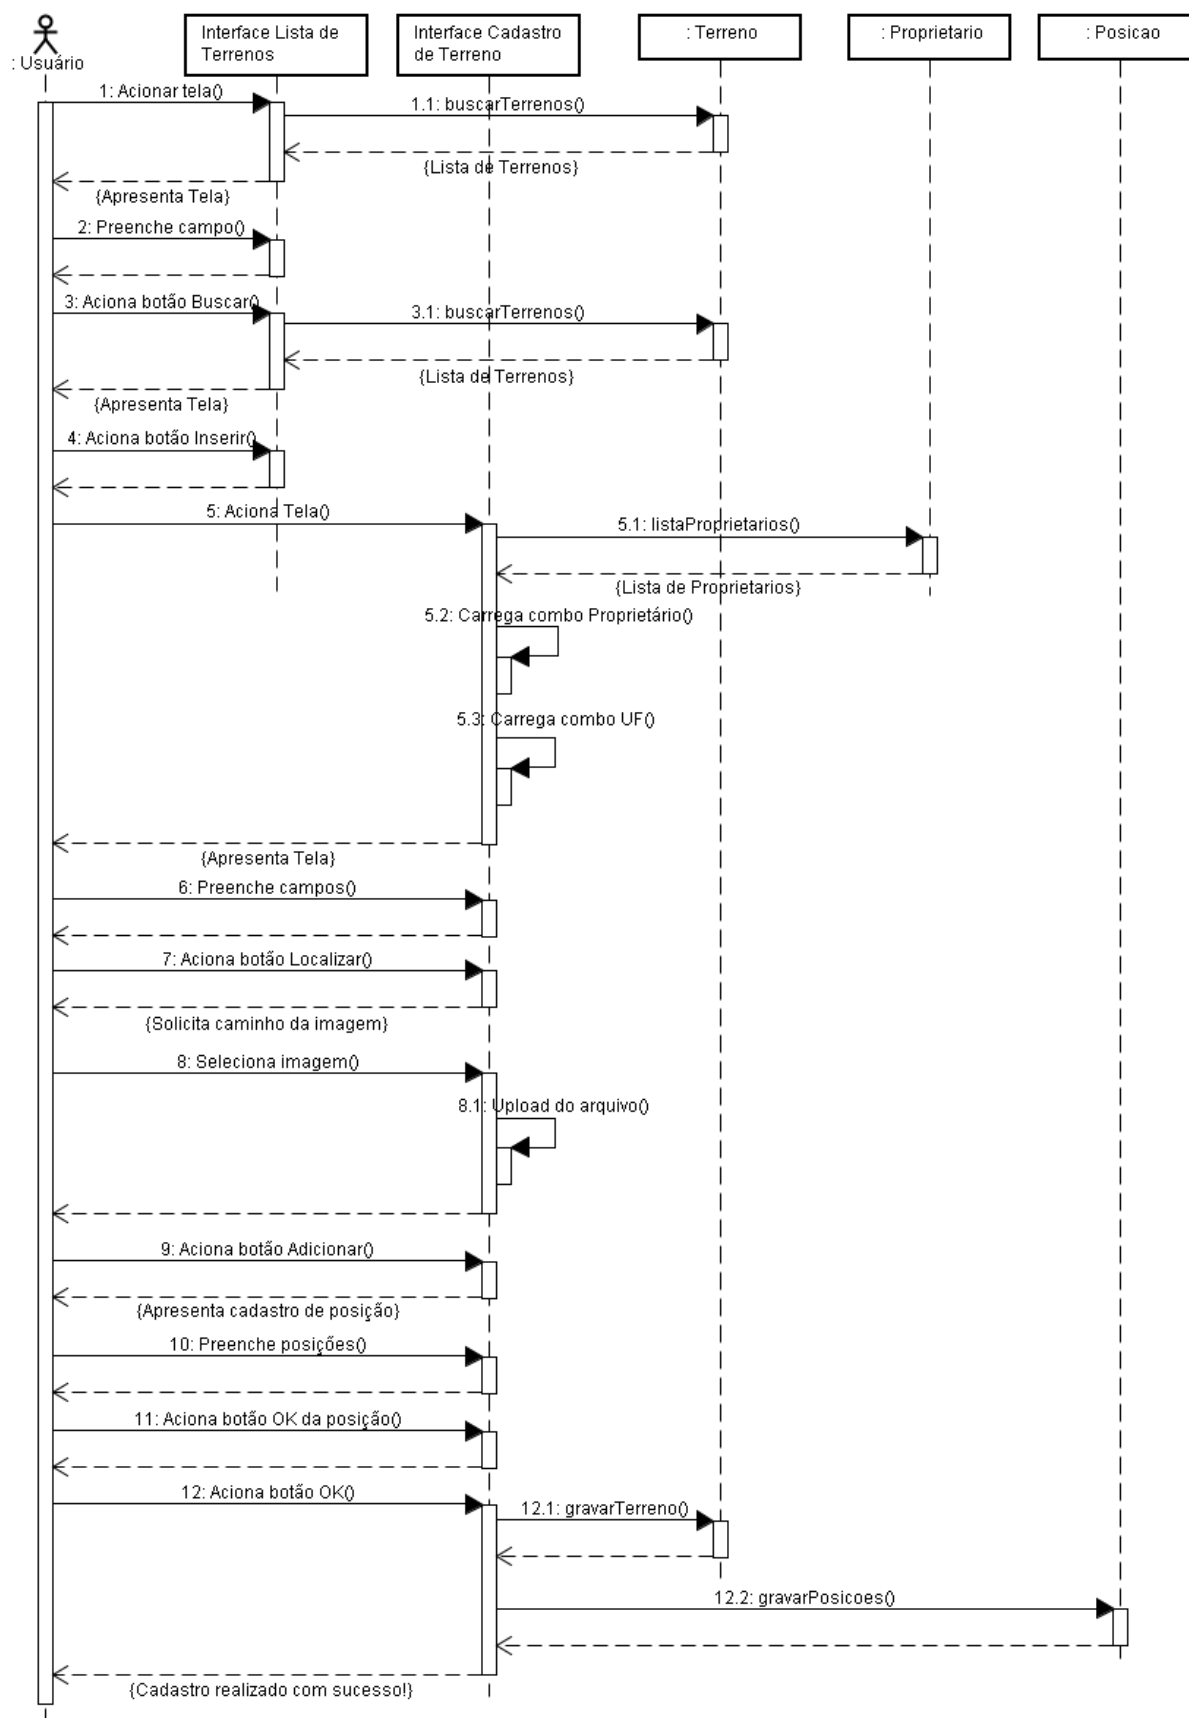 : Usuário
Interface Lista de
Terrenos
Interface Cadastro
de Terreno
: Terreno
: Proprietario
: Posicao
1: Acionar tela()
1.1: buscarTerrenos()
{Lista de Terrenos}
{Apresenta Tela}
2: Preenche campo()
3: Aciona botão Buscar()
3.1: buscarTerrenos()
{Lista de Terrenos}
{Apresenta Tela}
4: Aciona botão Inserir()
5: Aciona Tela()
5.1: listaProprietarios()
{Lista de Proprietarios}
5.2: Carrega combo Proprietário()
5.3: Carrega combo UF()
{Apresenta Tela}
6: Preenche campos()
7: Aciona botão Localizar()
{Solicita caminho da imagem}
8: Seleciona imagem()
8.1: Upload do arquivo()
9: Aciona botão Adicionar()
{Apresenta cadastro de posição}
10: Preenche posições()
11: Aciona botão OK da posição()
12: Aciona botão OK()
12.1: gravarTerreno()
12.2: gravarPosicoes()
{Cadastro realizado com sucesso!}